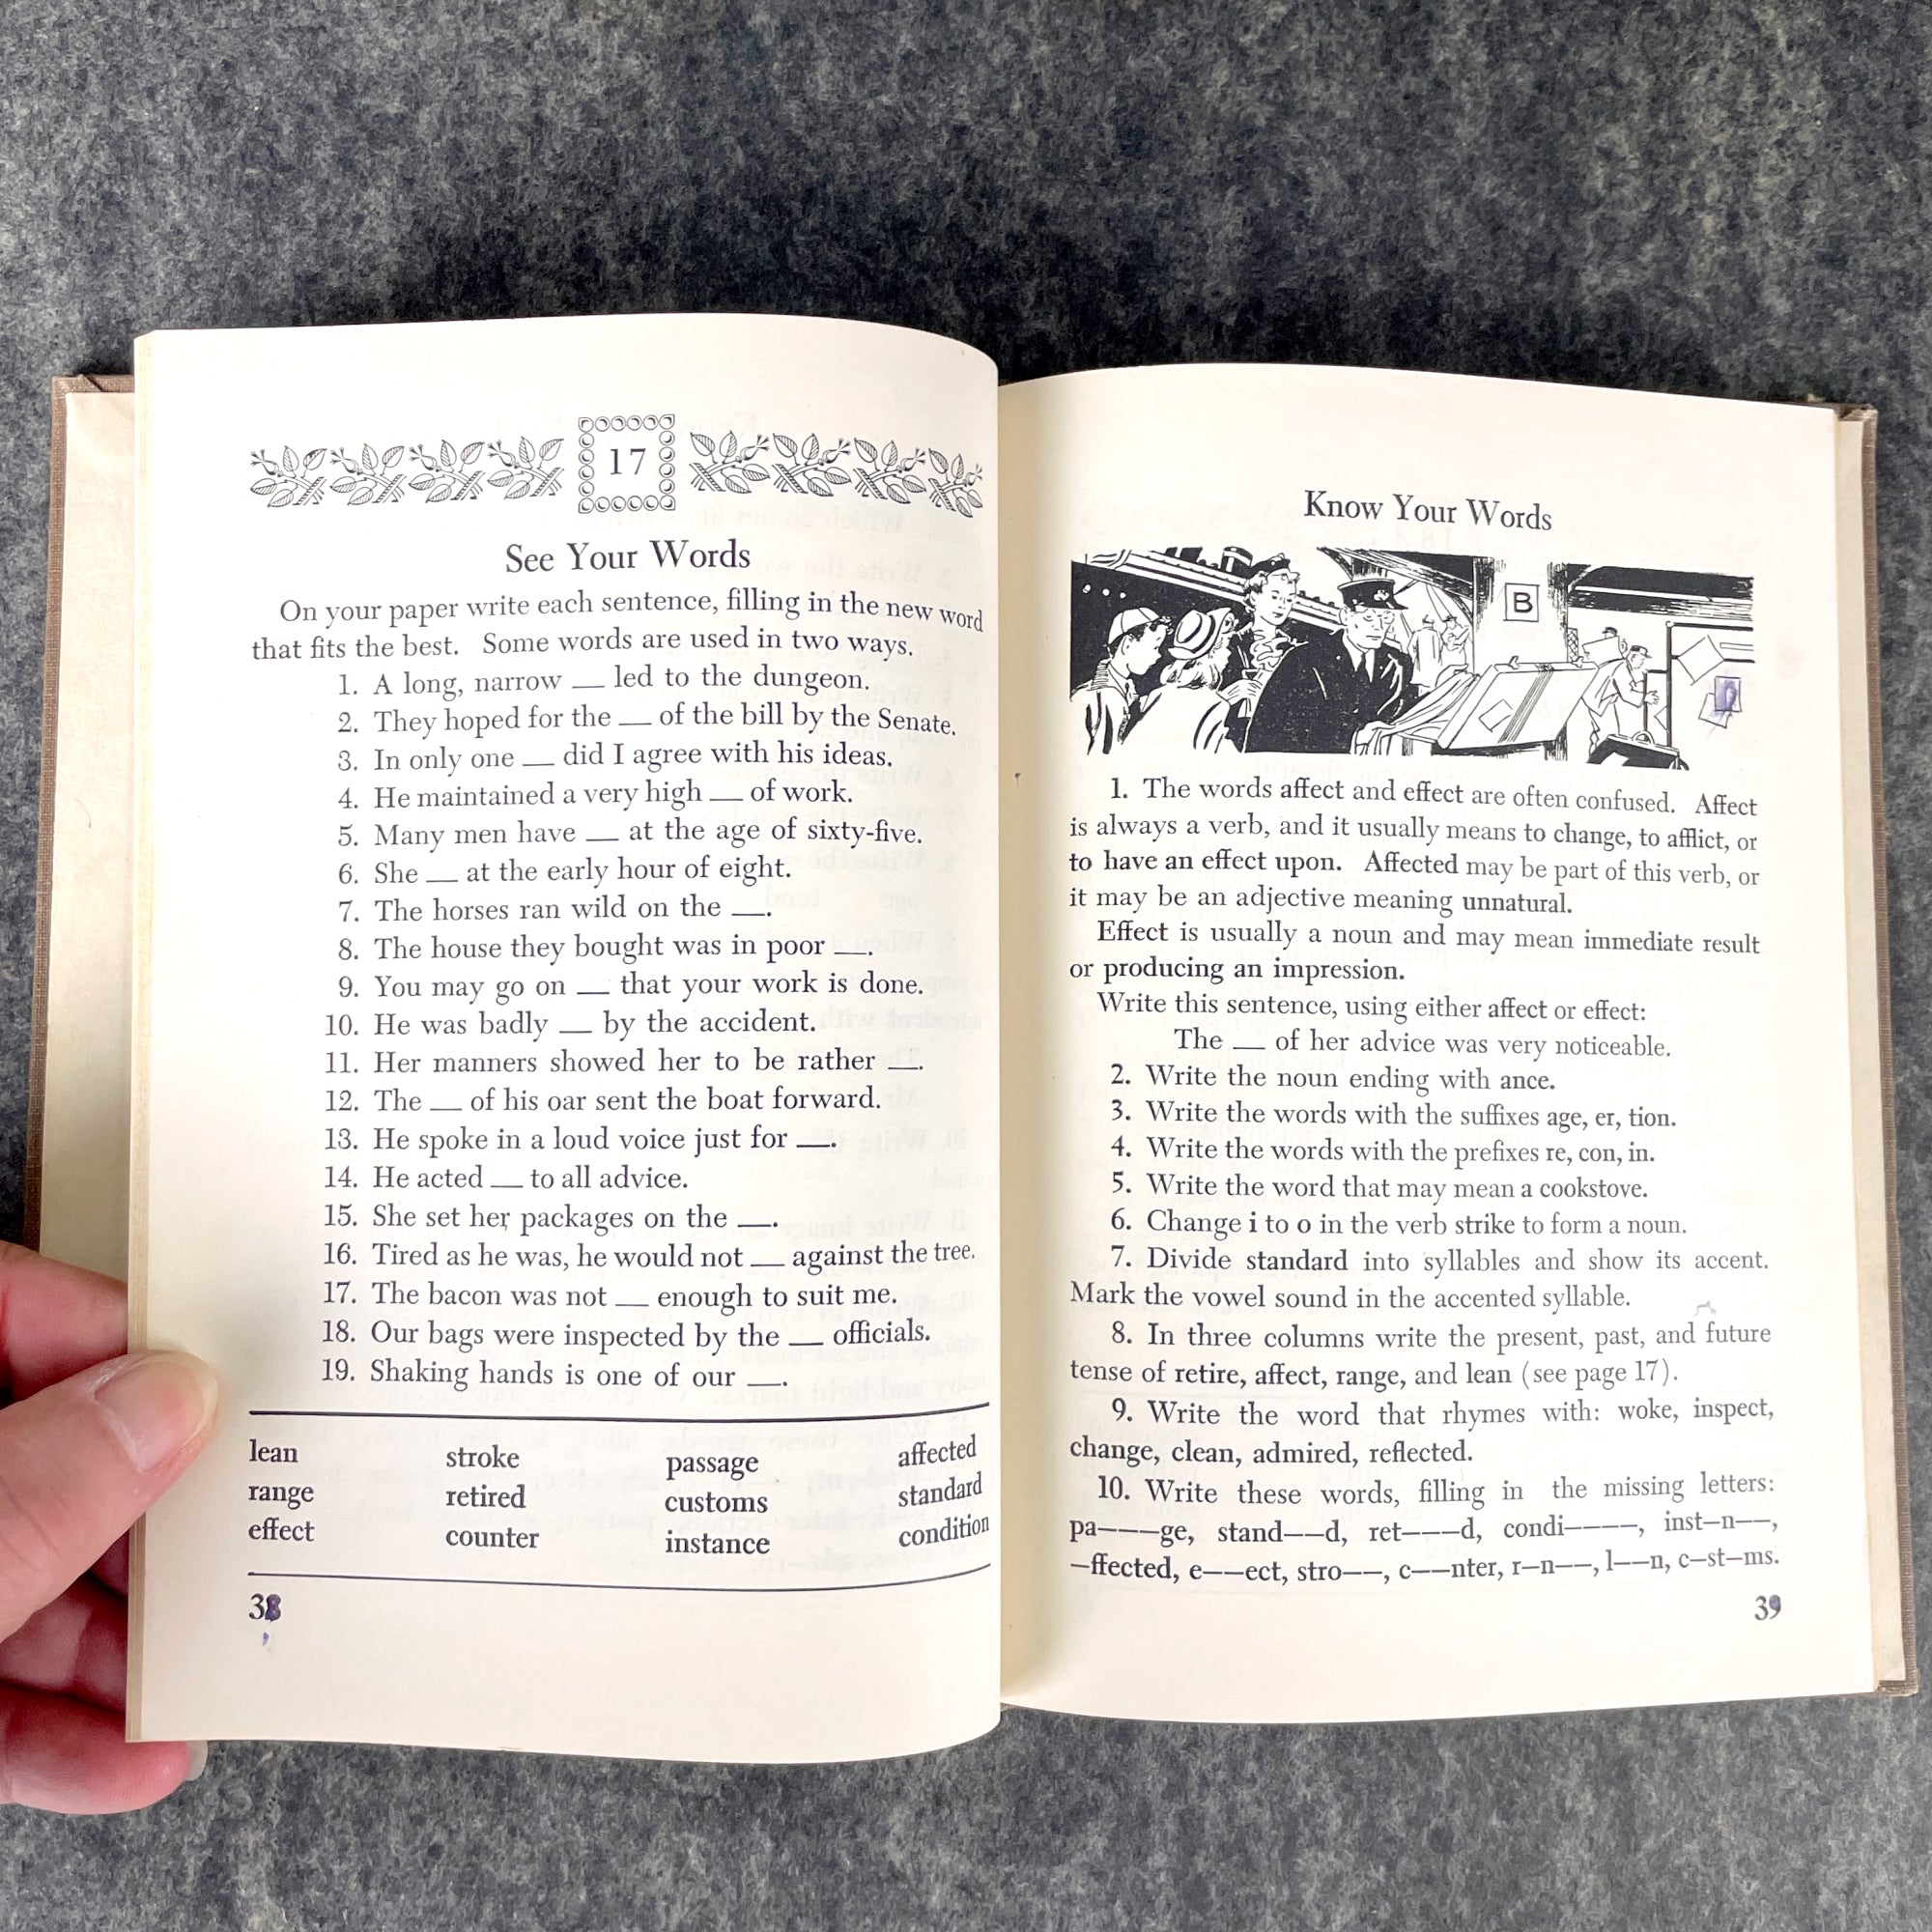 17
See Your Words
On your paper write each sentence, filling in the new word
that fits the best. Some words are used in two ways.
1. A long, narrow __ led to the dungeon.
2. They hoped for the __ of the bill by the Senate.
3. In only one __ did I agree with his ideas.
4. He maintained a very high __ of work.
5. Many men have __ at the age of sixty-five.
6. She __ at the early hour of eight.
7. The horses ran wild on the __.
8. The house they bought was in poor __.
9. You may go on __ that your work is done.
10. He was badly __ by the accident.
11. Her manners showed her to be rather __.
12. The __ of his oar sent the boat forward.
13. He spoke in a loud voice just for __.
14. He acted __ to all advice.
15. She set her packages on the __.
16. Tired as he was, he would not __ against the tree.
17. The bacon was not __ enough to suit me.
18. Our bags were inspected by the __ officials.
19. Shaking hands is one of our __.
lean stroke passage affected
range retired customs standard
effect counter instance condition
38
Know Your Words
B
1. The words affect and effect are often confused. Affect
is always a verb, and it usually means to change, to afflict, or
to have an effect upon. Affected may be part of this verb, or
it may be an adjective meaning unnatural.
Effect is usually a noun and may mean immediate result
or producing an impression.
Write this sentence, using either affect or effect:
The __ of her advice was very noticeable.
2. Write the noun ending with ance.
3. Write the words with the suffixes age, er, tion.
4. Write the words with the prefixes re, con, in.
5. Write the word that may mean a cookstove.
6. Change i to o in the verb strike to form a noun.
7. Divide standard into syllables and show its accent.
Mark the vowel sound in the accented syllable.
8. In three columns write the present, past, and future
tense of retire, affect, range, and lean (see page 17).
9. Write the word that rhymes with: woke, inspect,
change, clean, admired, reflected.
10. Write these words, filling in the missing letters:
pa–––ge, stand––d, ret–––d, condi––––, inst–n––,
–ffected, e––ect, stro––, c––nter, r–n––, l––n, c–st–ms.
39